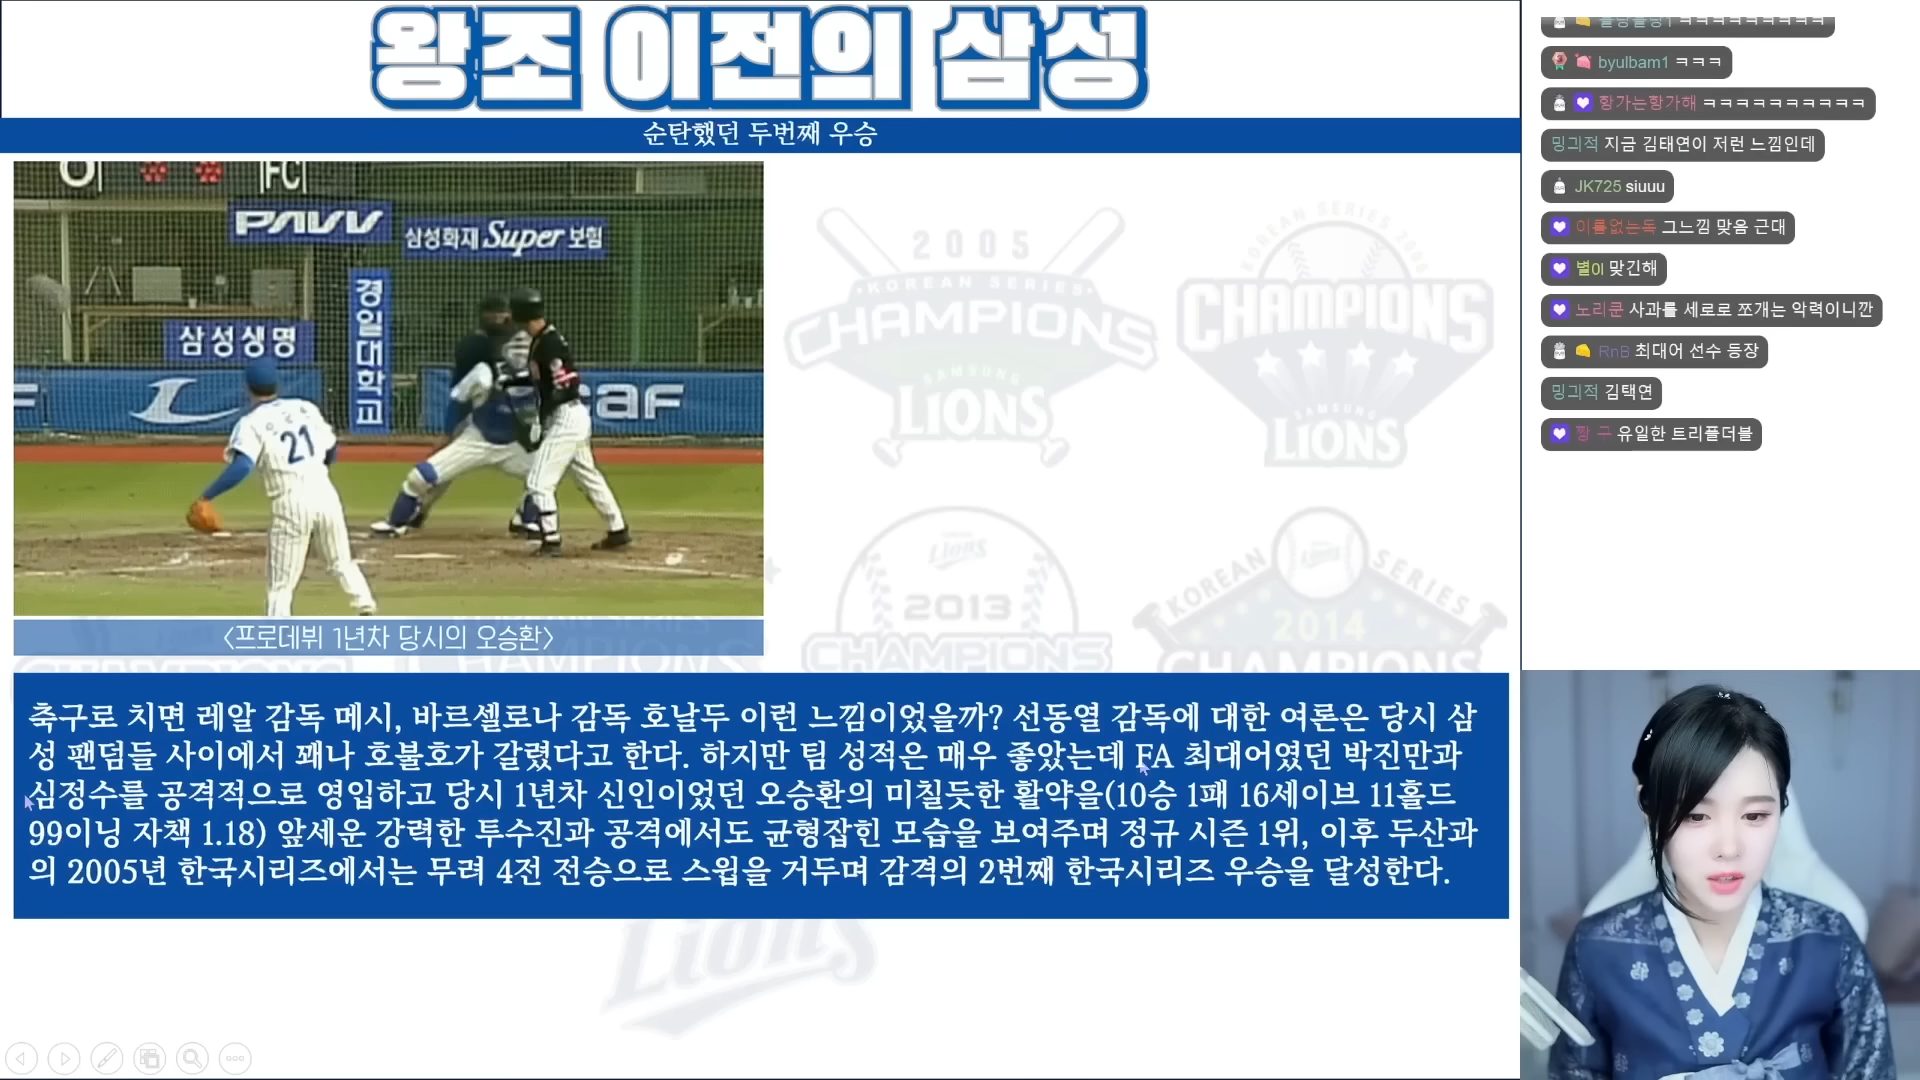 왕조 이전의 삼성
순탄했던 두번째 우승
FC
PAVV
삼성화재 Super 보험
경일대학교
삼성생명
21
〈프로데뷔 1년차 당시의 오승환〉
2005
KOREAN SERIES
CHAMPIONS
SAMSUNG
LIONS
KOREAN SERIES 2006
CHAMPIONS
SAMSUNG
LIONS
Lions
2013
CHAMPIONS
KOREAN SERIES
2014
CHAMPIONS
축구로 치면 레알 감독 메시, 바르셀로나 감독 호날두 이런 느낌이었을까? 선동열 감독에 대한 여론은 당시 삼
성 팬덤들 사이에서 꽤나 호불호가 갈렸다고 한다. 하지만 팀 성적은 매우 좋았는데 FA 최대어였던 박진만과
심정수를 공격적으로 영입하고 당시 1년차 신인이었던 오승환의 미칠듯한 활약을(10승 1패 16세이브 11홀드
99이닝 자책 1.18) 앞세운 강력한 투수진과 공격에서도 균형잡힌 모습을 보여주며 정규 시즌 1위, 이후 두산과
의 2005년 한국시리즈에서는 무려 4전 전승으로 스윕을 거두며 감격의 2번째 한국시리즈 우승을 달성한다.
Lions
byulbam1 ㅋㅋㅋ
항가는항가해 ㅋㅋㅋㅋㅋㅋㅋㅋㅋㅋ
밍긔적 지금 김태연이 저런 느낌인데
JK725 siuuu
이를없는독 그느낌 맞음 근대
별이 맞긴해
노리쿤 사과를 세로로 쪼개는 악력이니깐
RnB 최대어 선수 등장
밍긔적 김택연
황 구 유일한 트리플더블